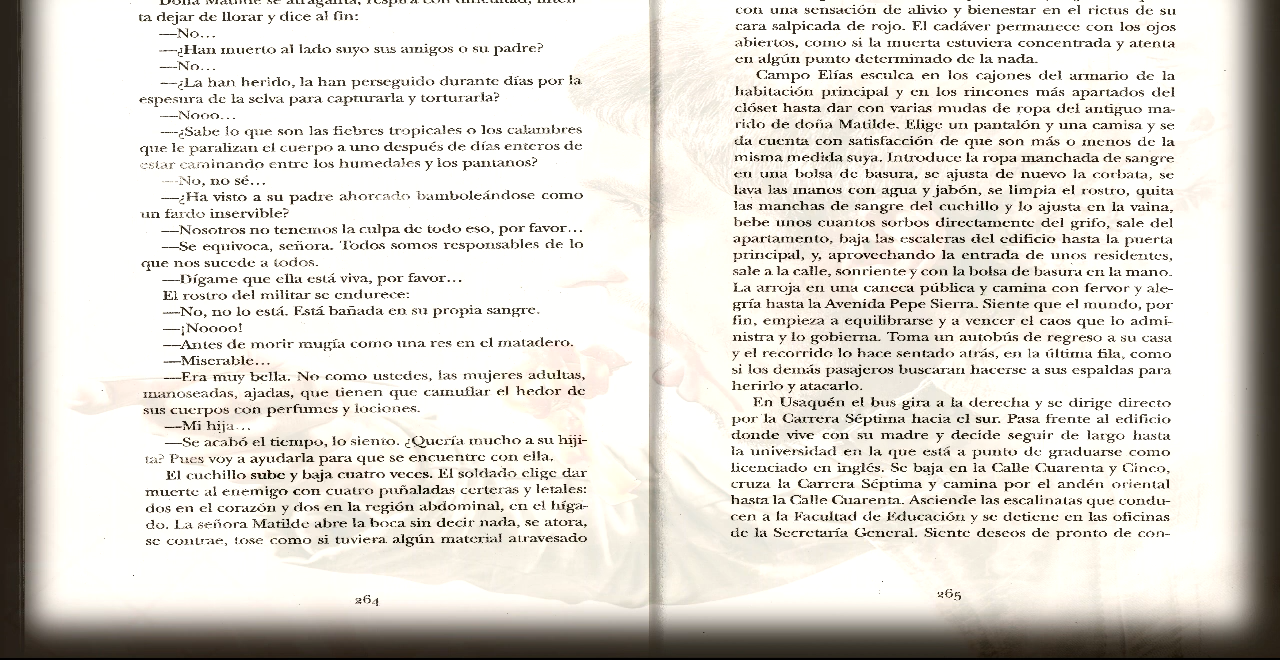 Doña Matilde se atraganta, respira con dificultad, inten-
ta dejar de llorar y dice al fin:
—No...
—¿Han muerto al lado suyo sus amigos o su padre?
—No...
—¿La han herido, la han perseguido durante días por la
espesura de la selva para capturarla y torturarla?
—Nooo...
—¿Sabe lo que son las fiebres tropicales o los calambres
que le paralizan el cuerpo a uno después de días enteros de
estar caminando entre los humedales y los pantanos?
—No, no sé...
—¿Ha visto a su padre ahorcado bamboleándose como
un fardo inservible?
—Nosotros no tenemos la culpa de todo eso, por favor...
—Se equivoca, señora. Todos somos responsables de lo
que nos sucede a todos.
—Dígame que ella está viva, por favor...
El rostro del militar se endurece:
—No, no lo está. Está bañada en su propia sangre.
—¡Noooo!
—Antes de morir mugía como una res en el matadero.
—Miserable...
—Era muy bella. No como ustedes, las mujeres adultas,
manoseadas, ajadas, que tienen que camuflar el hedor de
sus cuerpos con perfumes y lociones.
—Mi hija...
—Se acabó el tiempo, lo siento. ¿Quería mucho a su hiji-
ta? Pues voy a ayudarla para que se encuentre con ella.
El cuchillo sube y baja cuatro veces. El soldado elige dar
muerte al enemigo con cuatro puñaladas certeras y letales:
dos en el corazón y dos en la región abdominal, en el híga-
do. La señora Matilde abre la boca sin decir nada, se atora,
se contrae, tose como si tuviera algún material atravesado
264
con una sensación de alivio y bienestar en el rictus de su
cara salpicada de rojo. El cadáver permanece con los ojos
abiertos, como si la muerte estuviera concentrada y atenta
en algún punto determinado de la nada.
Campo Elías esculca en los cajones del armario de la
habitación principal y en los rincones más apartados del
clóset hasta dar con varias mudas de ropa del antiguo ma-
rido de doña Matilde. Elige un pantalón y una camisa y se
da cuenta con satisfacción de que son más o menos de la
misma medida suya. Introduce la ropa manchada de sangre
en una bolsa de basura, se ajusta de nuevo la corbata, se
lava las manos con agua y jabón, se limpia el rostro, quita
las manchas de sangre del cuchillo y lo ajusta en la vaina,
bebe unos cuantos sorbos directamente del grifo, sale del
apartamento, baja las escaleras del edificio hasta la puerta
principal, y, aprovechando la entrada de unos residentes,
sale a la calle, sonriente y con la bolsa de basura en la mano.
La arroja en una caneca pública y camina con fervor y ale-
gría hasta la Avenida Pepe Sierra. Siente que el mundo, por
fin, empieza a equilibrarse y a vencer el caos que lo admi-
nistra y lo gobierna. Toma un autobús de regreso a su casa
y el recorrido lo hace sentado atrás, en la última fila, como
si los demás pasajeros buscaran hacerse a sus espaldas para
herirlo y atacarlo.
En Usaquén el bus gira a la derecha y se dirige directo
por la Carrera Séptima hacia el sur. Pasa frente al edificio
donde vive con su madre y decide seguir de largo hasta
la universidad en la que está a punto de graduarse como
licenciado en inglés. Se baja en la Calle Cuarenta y Cinco,
cruza la Carrera Séptima y camina por el andén oriental
hasta la Calle Cuarenta. Asciende las escalinatas que condu-
cen a la Facultad de Educación y se detiene en las oficinas
de la Secretaría General. Siente deseos de pronto de con-
265